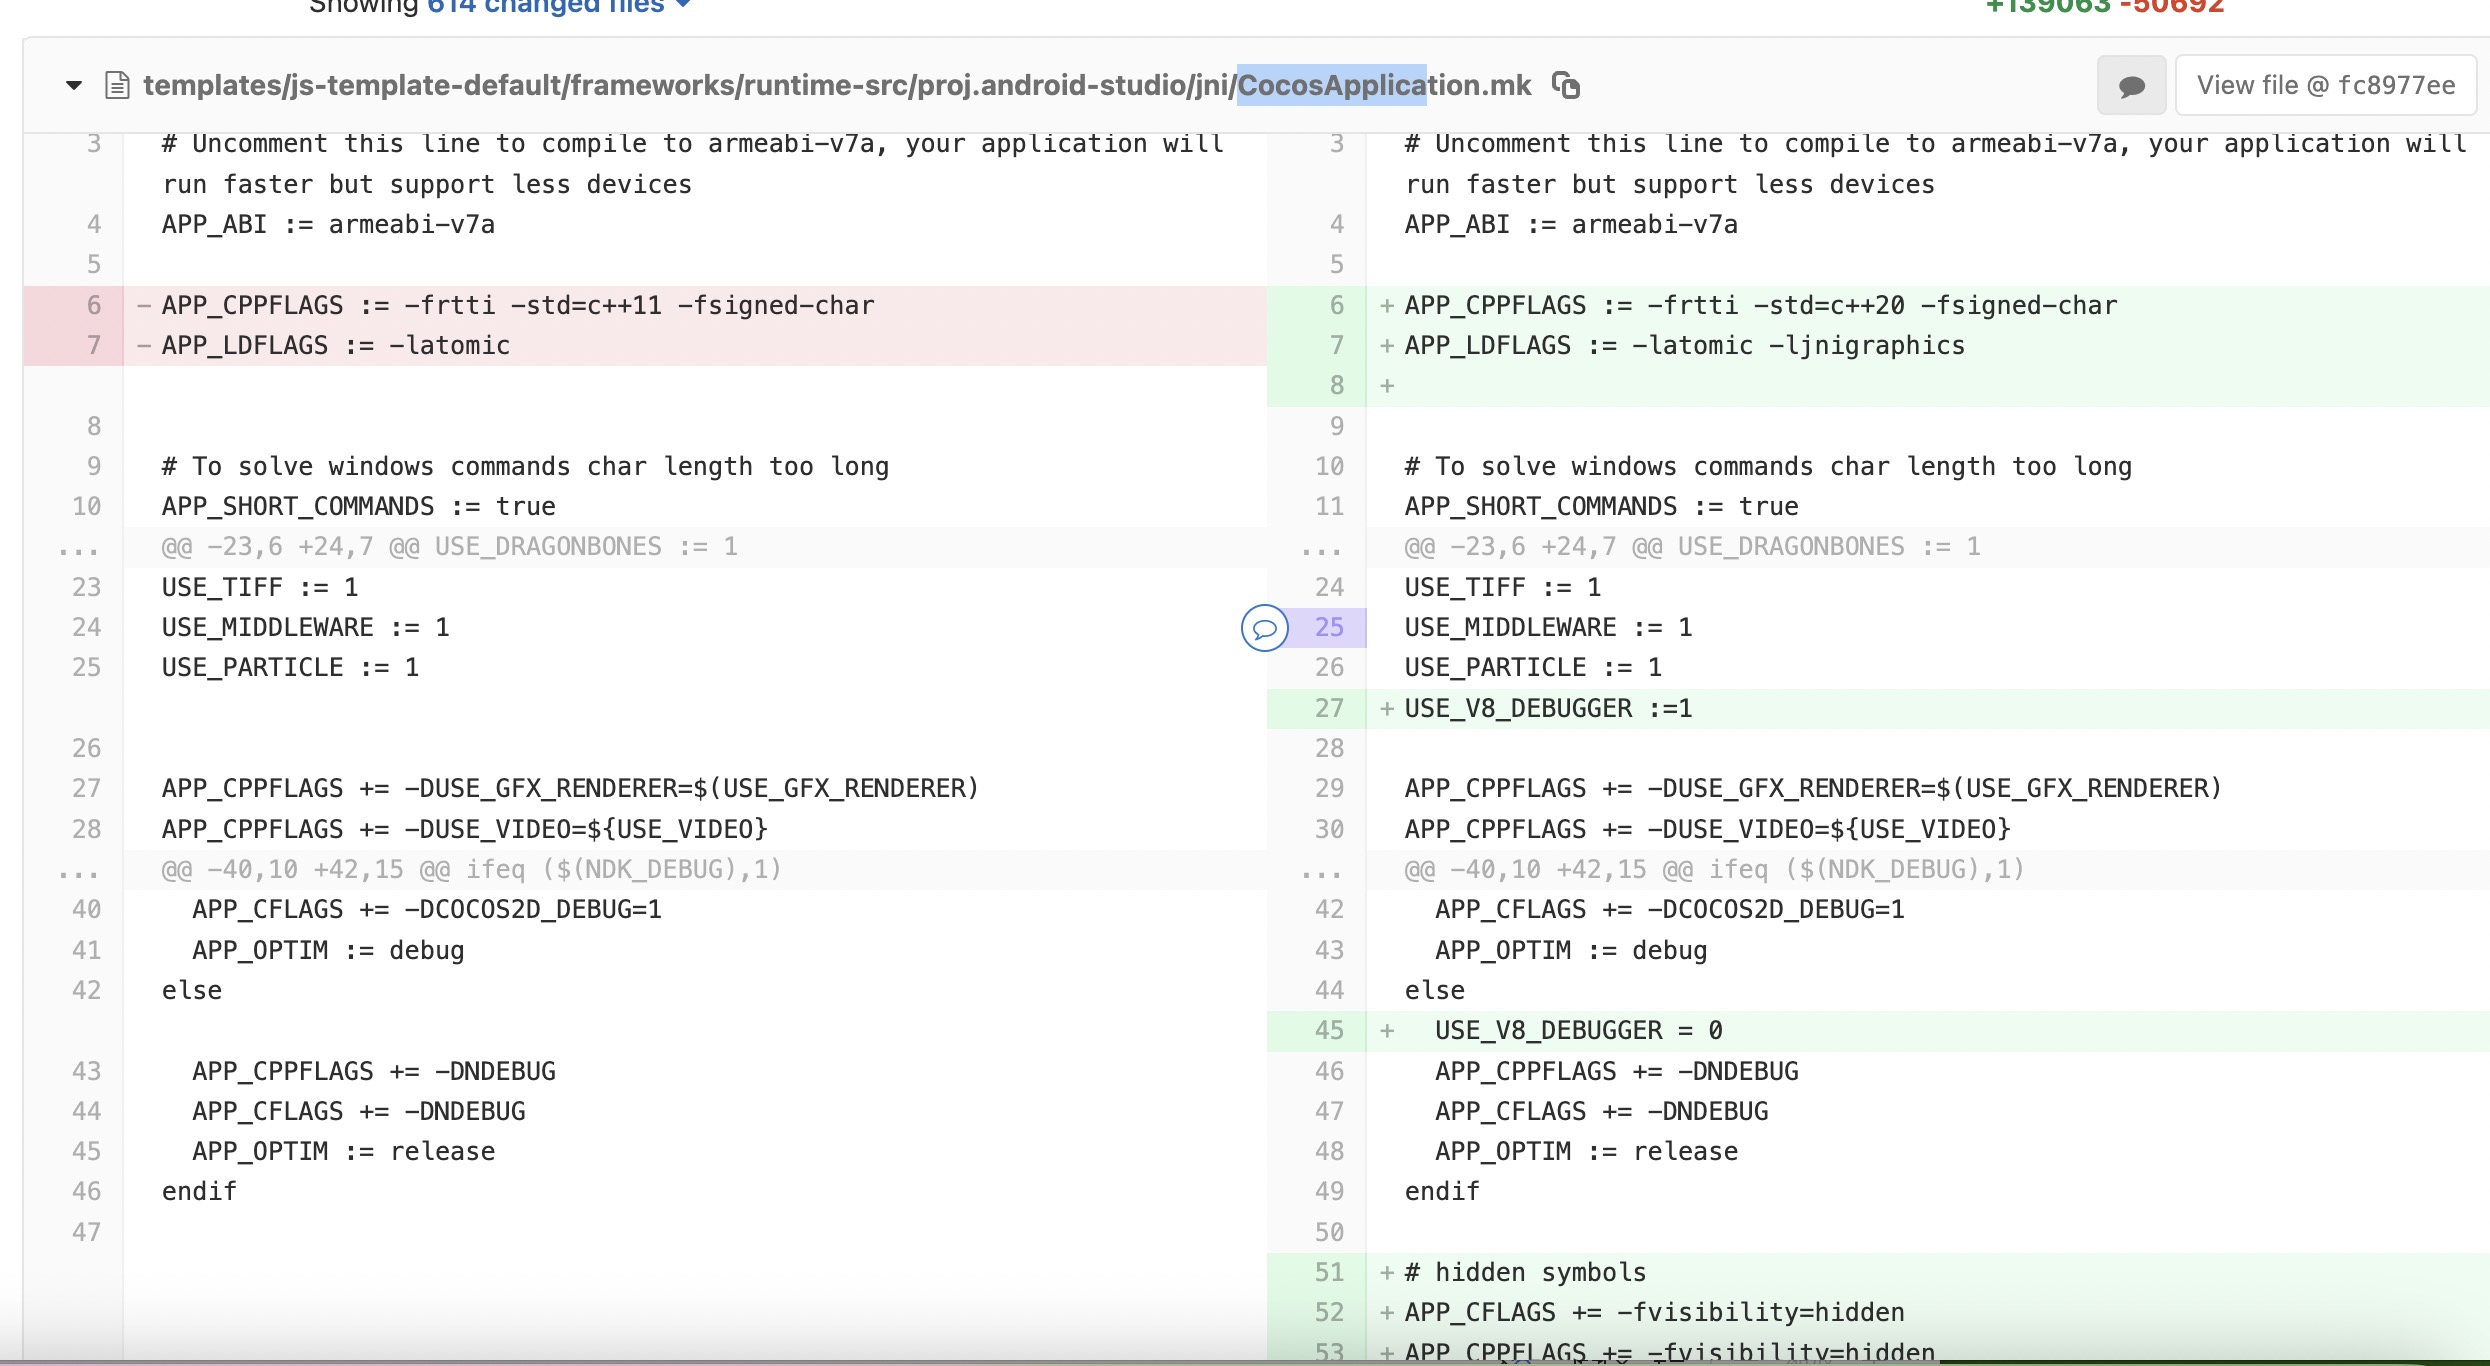 Showing 614 changed files
+139063 -50692
templates/js-template-default/frameworks/runtime-src/proj.android-studio/jni/CocosApplication.mk
View file @ fc8977ee
3 # Uncomment this line to compile to armeabi-v7a, your application will
run faster but support less devices
4 APP_ABI := armeabi-v7a
5
6 - APP_CPPFLAGS := -frtti -std=c++11 -fsigned-char
7 - APP_LDFLAGS := -latomic
8
9 # To solve windows commands char length too long
10 APP_SHORT_COMMANDS := true
... @@ -23,6 +24,7 @@ USE_DRAGONBONES := 1
23 USE_TIFF := 1
24 USE_MIDDLEWARE := 1
25 USE_PARTICLE := 1
26
27 APP_CPPFLAGS += -DUSE_GFX_RENDERER=$(USE_GFX_RENDERER)
28 APP_CPPFLAGS += -DUSE_VIDEO=${USE_VIDEO}
... @@ -40,10 +42,15 @@ ifeq ($(NDK_DEBUG),1)
40 APP_CFLAGS += -DCOCOS2D_DEBUG=1
41 APP_OPTIM := debug
42 else
43 APP_CPPFLAGS += -DNDEBUG
44 APP_CFLAGS += -DNDEBUG
45 APP_OPTIM := release
46 endif
47
3 # Uncomment this line to compile to armeabi-v7a, your application will
run faster but support less devices
4 APP_ABI := armeabi-v7a
5
6 + APP_CPPFLAGS := -frtti -std=c++20 -fsigned-char
7 + APP_LDFLAGS := -latomic -ljnigraphics
8 +
9
10 # To solve windows commands char length too long
11 APP_SHORT_COMMANDS := true
... @@ -23,6 +24,7 @@ USE_DRAGONBONES := 1
24 USE_TIFF := 1
25 USE_MIDDLEWARE := 1
26 USE_PARTICLE := 1
27 + USE_V8_DEBUGGER :=1
28
29 APP_CPPFLAGS += -DUSE_GFX_RENDERER=$(USE_GFX_RENDERER)
30 APP_CPPFLAGS += -DUSE_VIDEO=${USE_VIDEO}
... @@ -40,10 +42,15 @@ ifeq ($(NDK_DEBUG),1)
42 APP_CFLAGS += -DCOCOS2D_DEBUG=1
43 APP_OPTIM := debug
44 else
45 + USE_V8_DEBUGGER = 0
46 APP_CPPFLAGS += -DNDEBUG
47 APP_CFLAGS += -DNDEBUG
48 APP_OPTIM := release
49 endif
50
51 + # hidden symbols
52 + APP_CFLAGS += -fvisibility=hidden
53 + APP_CPPFLAGS += -fvisibility=hidden